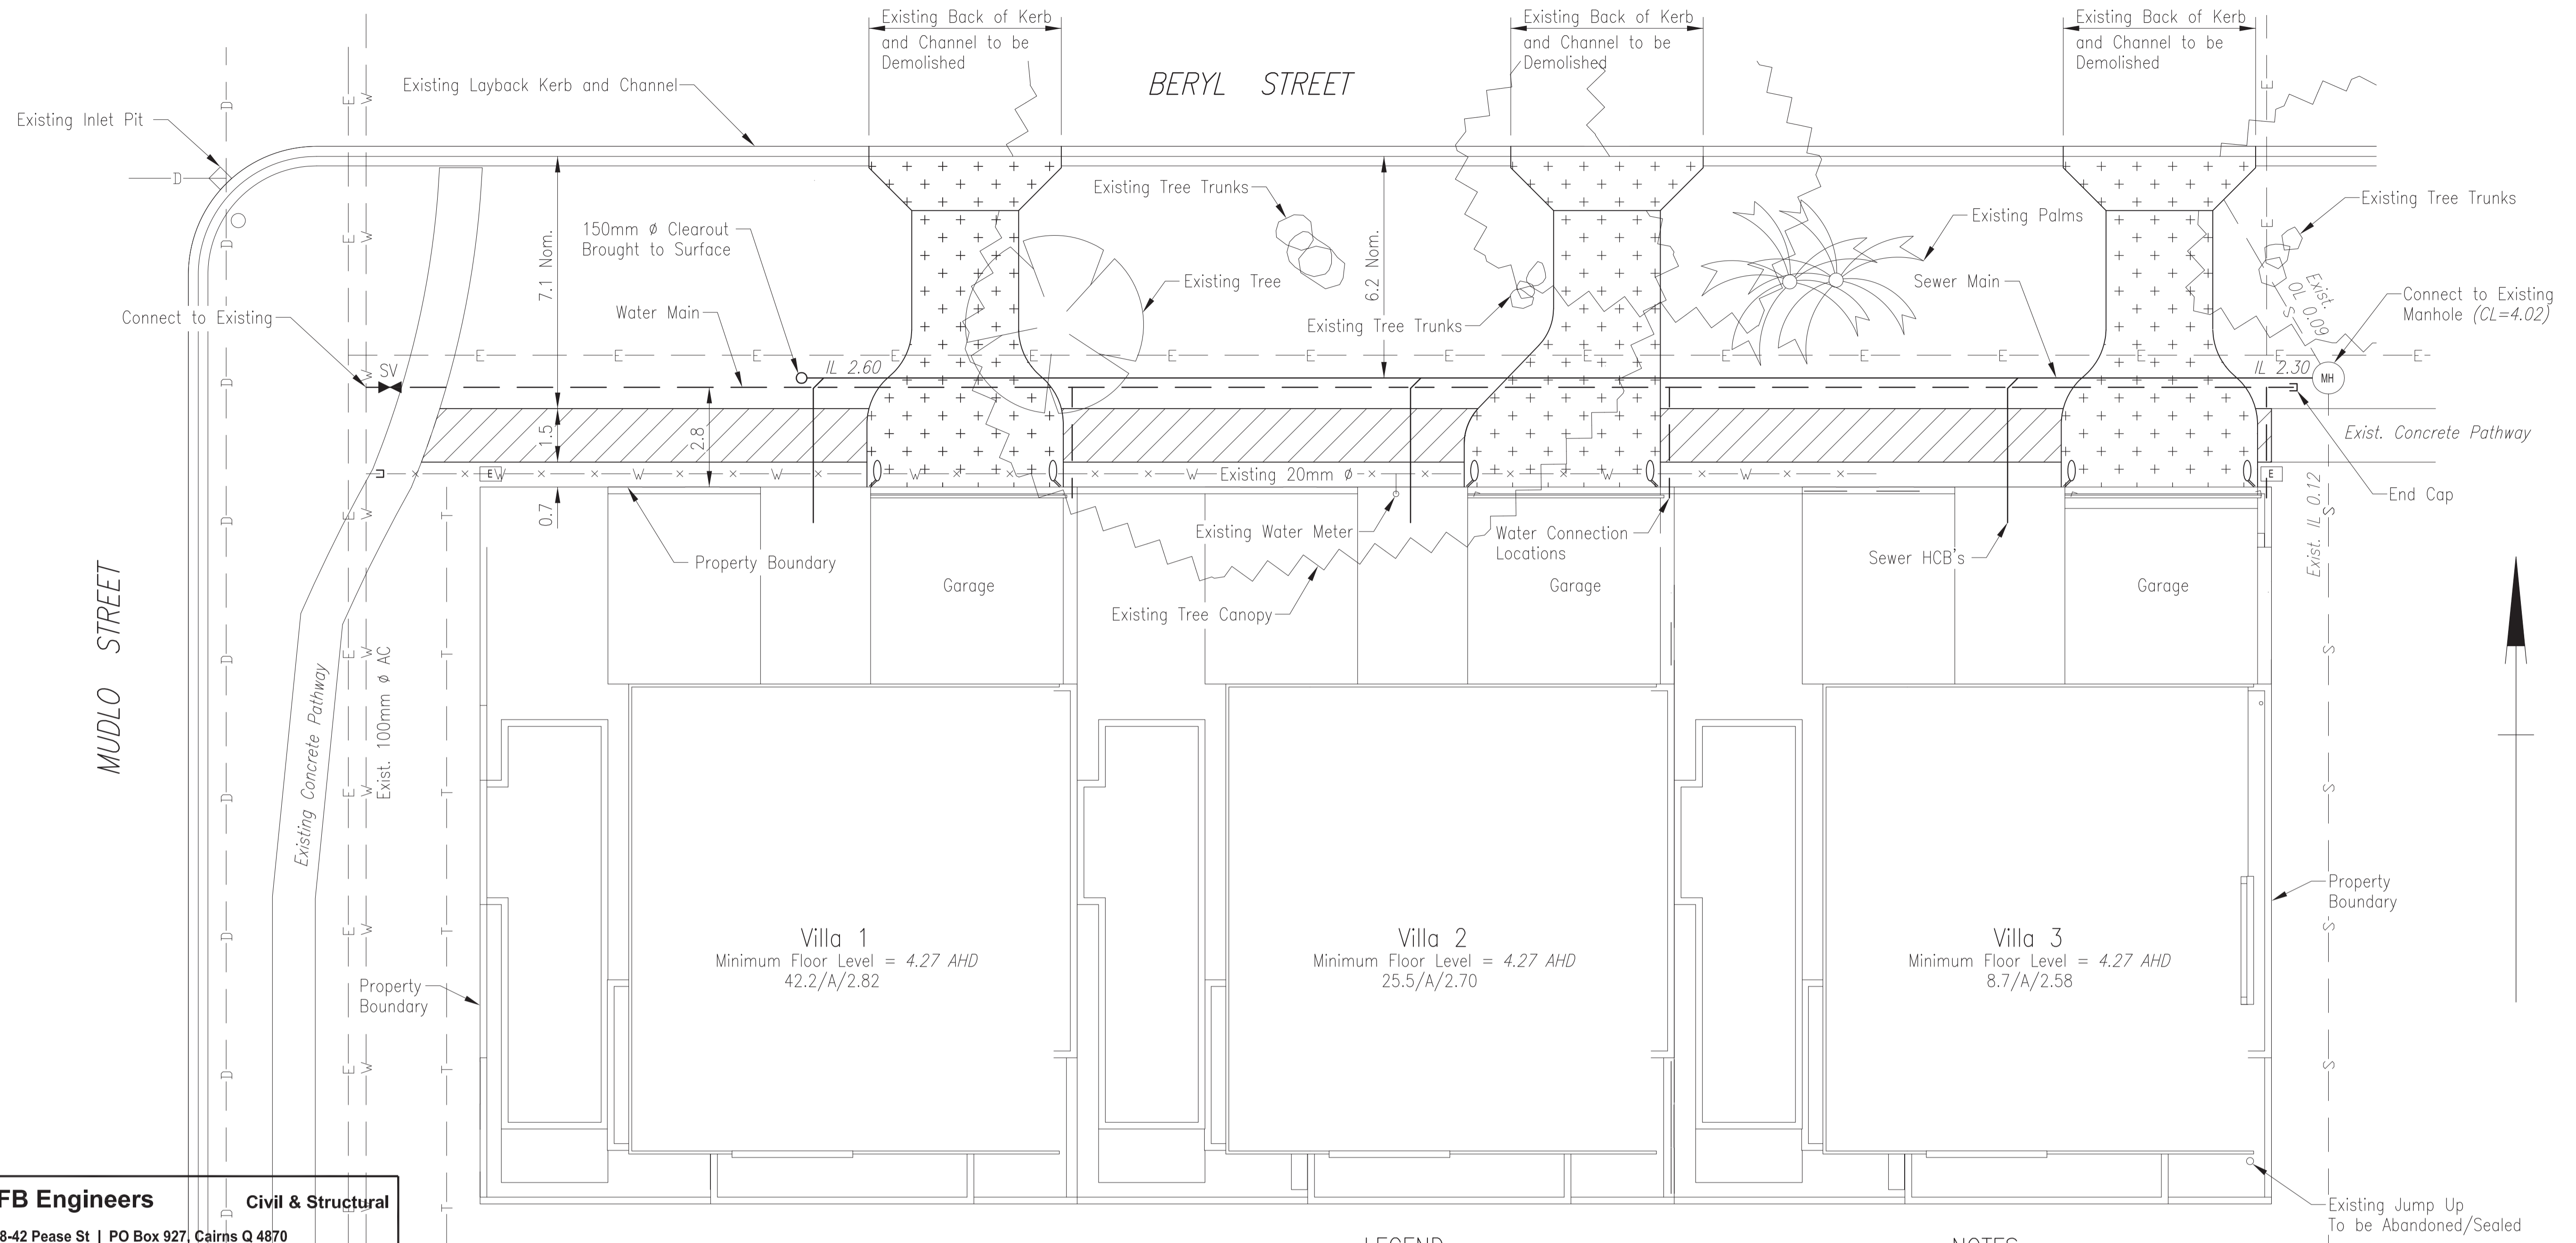 Existing Back of Kerb
and Channel to be
Demolished
Existing Back of Kerb
and Channel to be
Demolished
Existing Back of Kerb
and Channel to be
Demolished
BERYL STREET
Existing Layback Kerb and Channel
Existing Inlet Pit
Existing Tree Trunks
Existing Palms
Existing Tree Trunks
150mm ø Clearout
Brought to Surface
7.1 Nom.
6.2 Nom.
Existing Tree
Sewer Main
Exist.
OL 0.09
Connect to Existing
Manhole (CL=4.02)
Connect to Existing
Water Main
Existing Tree Trunks
SV
IL 2.60
IL 2.30
MH
1.5
2.8
Exist. Concrete Pathway
E
Existing 20mm ø
E
0.7
End Cap
Existing Water Meter
Water Connection
Locations
Sewer HCB's
Property Boundary
Exist. IL 0.12
Garage
Garage
Garage
Existing Tree Canopy
MUDLO STREET
Existing Concrete Pathway
Exist. 100mm ø AC
Property
Boundary
Villa 1
Minimum Floor Level = 4.27 AHD
42.2/A/2.82
Villa 2
Minimum Floor Level = 4.27 AHD
25.5/A/2.70
Villa 3
Minimum Floor Level = 4.27 AHD
8.7/A/2.58
Property
Boundary
Existing Jump Up
To be Abandoned/Sealed
FB Engineers
Civil & Structural
8-42 Pease St | PO Box 927, Cairns Q 4870
LEGEND
NOTES